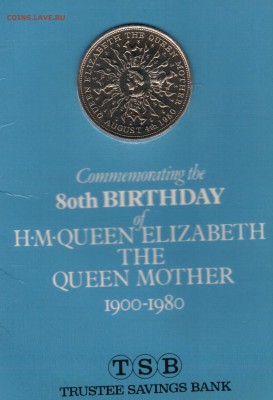 COINS.LAVE.RU
QUEEN ELIZABETH THE QUEEN MOTHER
AUGUST 4th 1980
Commemorating the
80th BIRTHDAY
of
H·M·QUEEN ELIZABETH
THE
QUEEN MOTHER
1900-1980
TSB
TRUSTEE SAVINGS BANK